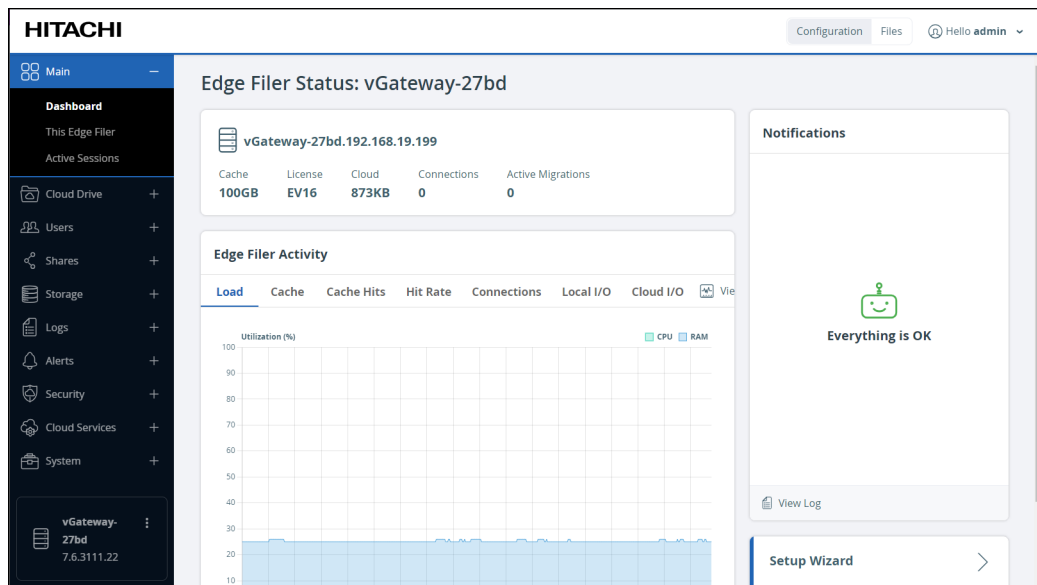 HITACHI
Configuration Files Hello admin
Main
Dashboard
This Edge Filer
Active Sessions
Cloud Drive
Users
Shares
Storage
Logs
Alerts
Security
Cloud Services
System
vGateway-
27bd
7.6.3111.22
Edge Filer Status: vGateway-27bd
vGateway-27bd.192.168.19.199
Cache License Cloud Connections Active Migrations
100GB EV16 873KB 0 0
Edge Filer Activity
Load Cache Cache Hits Hit Rate Connections Local I/O Cloud I/O Vie
Utilization (%) CPU RAM
100
90
80
70
60
50
40
30
20
10
Notifications
Everything is OK
View Log
Setup Wizard